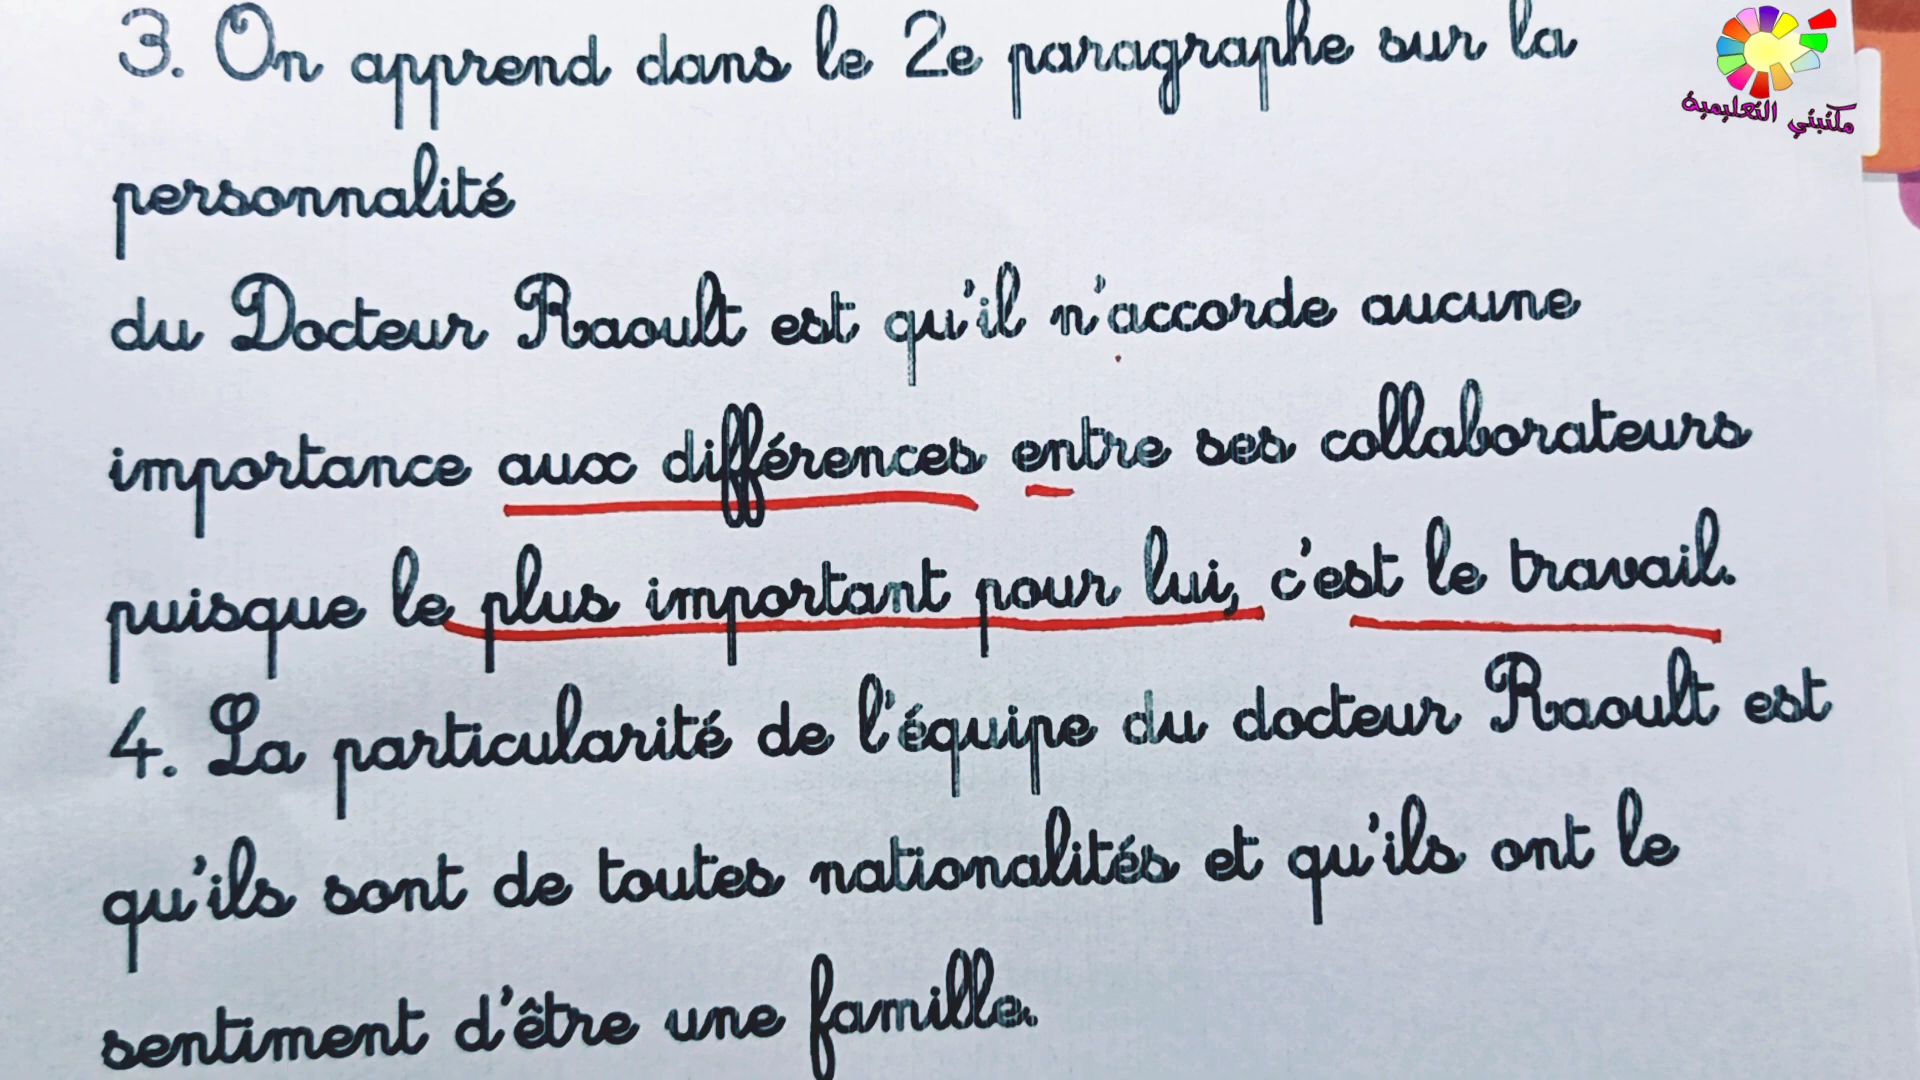 3. On apprend dans le 2e paragraphe sur la
مكتبتي التعليمية
personnalité
du Docteur Raoult est qu'il n'accorde aucune
importance aux différences entre ses collaborateurs
puisque le plus important pour lui, c'est le travail.
4. La particularité de l'équipe du docteur Raoult est
qu'ils sont de toutes nationalités et qu'ils ont le
sentiment d'être une famille.